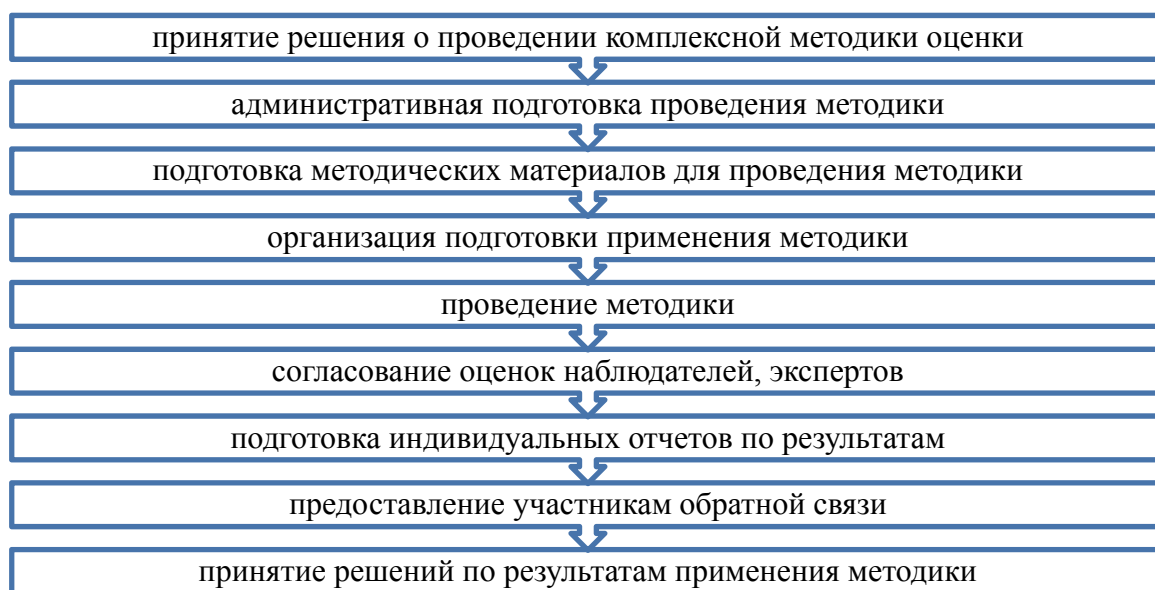 принятие решения о проведении комплексной методики оценки
административная подготовка проведения методики
подготовка методических материалов для проведения методики
организация подготовки применения методики
проведение методики
согласование оценок наблюдателей, экспертов
подготовка индивидуальных отчетов по результатам
предоставление участникам обратной связи
принятие решений по результатам применения методики